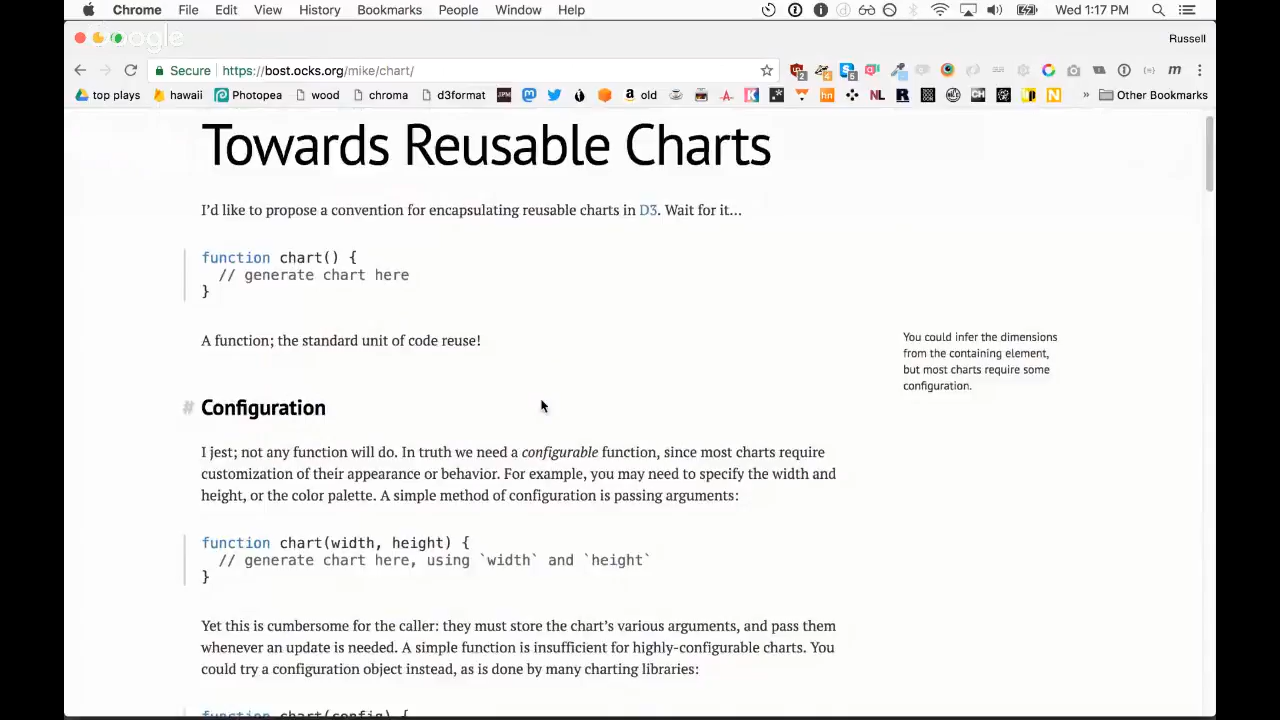 Chrome File Edit View History Bookmarks People Window Help Wed 1:17 PM
Google
Russell
Secure https://bost.ocks.org/mike/chart/
top plays hawaii Photopea wood chroma d3format old Other Bookmarks
Towards Reusable Charts
I'd like to propose a convention for encapsulating reusable charts in D3. Wait for it…
function chart() {
// generate chart here
}
A function; the standard unit of code reuse!
You could infer the dimensions
from the containing element,
but most charts require some
configuration.
# Configuration
I jest; not any function will do. In truth we need a configurable function, since most charts require
customization of their appearance or behavior. For example, you may need to specify the width and
height, or the color palette. A simple method of configuration is passing arguments:
function chart(width, height) {
// generate chart here, using `width` and `height`
}
Yet this is cumbersome for the caller: they must store the chart's various arguments, and pass them
whenever an update is needed. A simple function is insufficient for highly-configurable charts. You
could try a configuration object instead, as is done by many charting libraries:
function chart(config) {